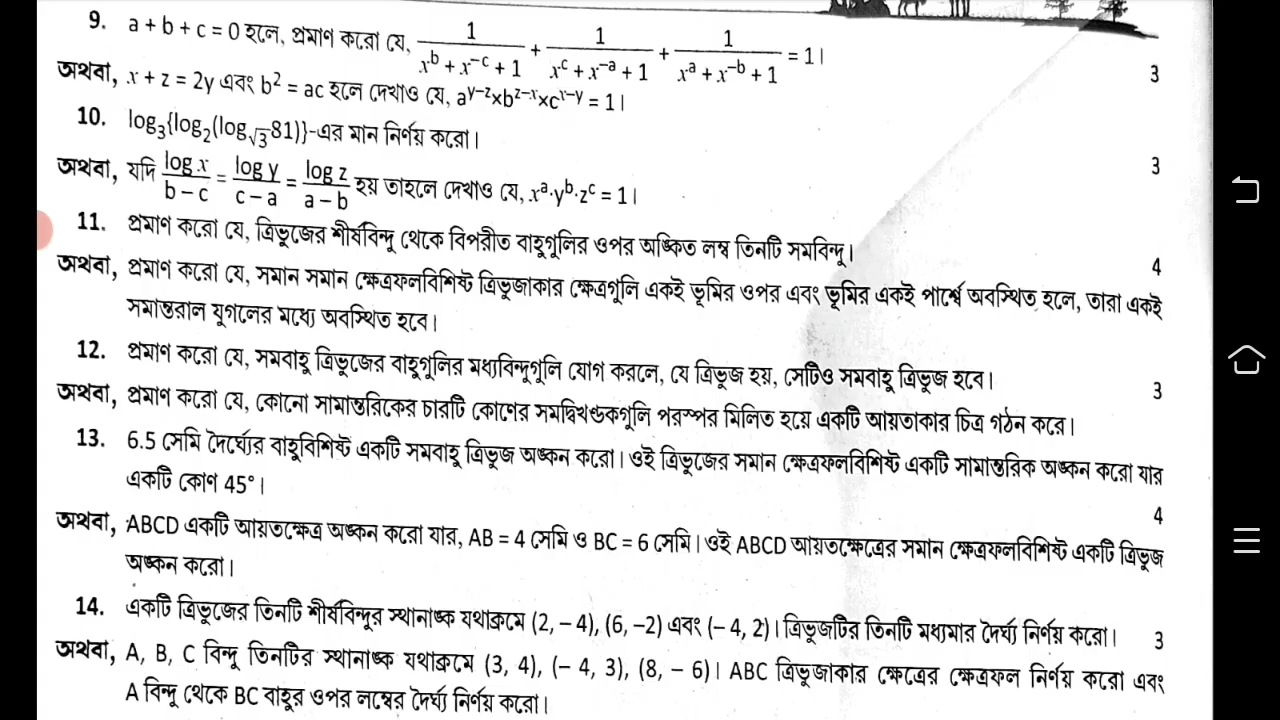 9. a + b + c = 0 হলে, প্রমাণ করো যে, 1/(x^b + x^-c + 1) + 1/(x^c + x^-a + 1) + 1/(x^a + x^-b + 1) = 1।
3
অথবা, x + z = 2y এবং b² = ac হলে দেখাও যে, a^(y-z)×b^(z-x)×c^(x-y) = 1।
10. log₃{log₂(log_√3 81)}-এর মান নির্ণয় করো।
3
অথবা, যদি log x/(b – c) = log y/(c – a) = log z/(a – b) হয় তাহলে দেখাও যে, x^a·y^b·z^c = 1।
11. প্রমাণ করো যে, ত্রিভুজের শীর্ষবিন্দু থেকে বিপরীত বাহুগুলির ওপর অঙ্কিত লম্ব তিনটি সমবিন্দু।
4
অথবা, প্রমাণ করো যে, সমান সমান ক্ষেত্রফলবিশিষ্ট ত্রিভুজাকার ক্ষেত্রগুলি একই ভূমির ওপর এবং ভূমির একই পার্শ্বে অবস্থিত হলে, তারা একই
সমান্তরাল যুগলের মধ্যে অবস্থিত হবে।
12. প্রমাণ করো যে, সমবাহু ত্রিভুজের বাহুগুলির মধ্যবিন্দুগুলি যোগ করলে, যে ত্রিভুজ হয়, সেটিও সমবাহু ত্রিভুজ হবে।
3
অথবা, প্রমাণ করো যে, কোনো সামান্তরিকের চারটি কোণের সমদ্বিখণ্ডকগুলি পরস্পর মিলিত হয়ে একটি আয়তাকার চিত্র গঠন করে।
13. 6.5 সেমি দৈর্ঘ্যের বাহুবিশিষ্ট একটি সমবাহু ত্রিভুজ অঙ্কন করো। ওই ত্রিভুজের সমান ক্ষেত্রফলবিশিষ্ট একটি সামান্তরিক অঙ্কন করো যার
একটি কোণ 45°।
4
অথবা, ABCD একটি আয়তক্ষেত্র অঙ্কন করো যার, AB = 4 সেমি ও BC = 6 সেমি। ওই ABCD আয়তক্ষেত্রের সমান ক্ষেত্রফলবিশিষ্ট একটি ত্রিভুজ
অঙ্কন করো।
14. একটি ত্রিভুজের তিনটি শীর্ষবিন্দুর স্থানাঙ্ক যথাক্রমে (2, – 4), (6, –2) এবং (– 4, 2)। ত্রিভুজটির তিনটি মধ্যমার দৈর্ঘ্য নির্ণয় করো।
3
অথবা, A, B, C বিন্দু তিনটির স্থানাঙ্ক যথাক্রমে (3, 4), (– 4, 3), (8, – 6)। ABC ত্রিভুজাকার ক্ষেত্রের ক্ষেত্রফল নির্ণয় করো এবং
A বিন্দু থেকে BC বাহুর ওপর লম্বের দৈর্ঘ্য নির্ণয় করো।